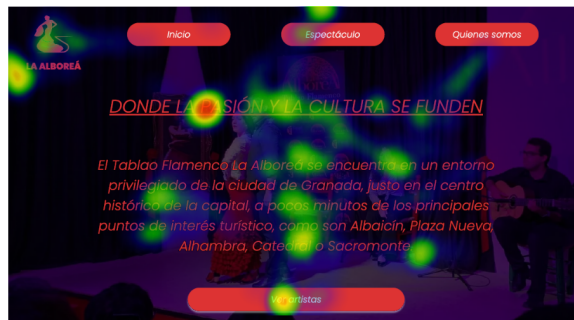 Inicio
Espectáculo
Quienes somos
LA ALBOREÁ
DONDE LA PASIÓN Y LA CULTURA SE FUNDEN
El Tablao Flamenco La Alboreá se encuentra en un entorno
privilegiado de la ciudad de Granada, justo en el centro
histórico de la capital, a pocos minutos de los principales
puntos de interés turístico, como son Albaicín, Plaza Nueva,
Alhambra, Catedral o Sacromonte.
Ver artistas